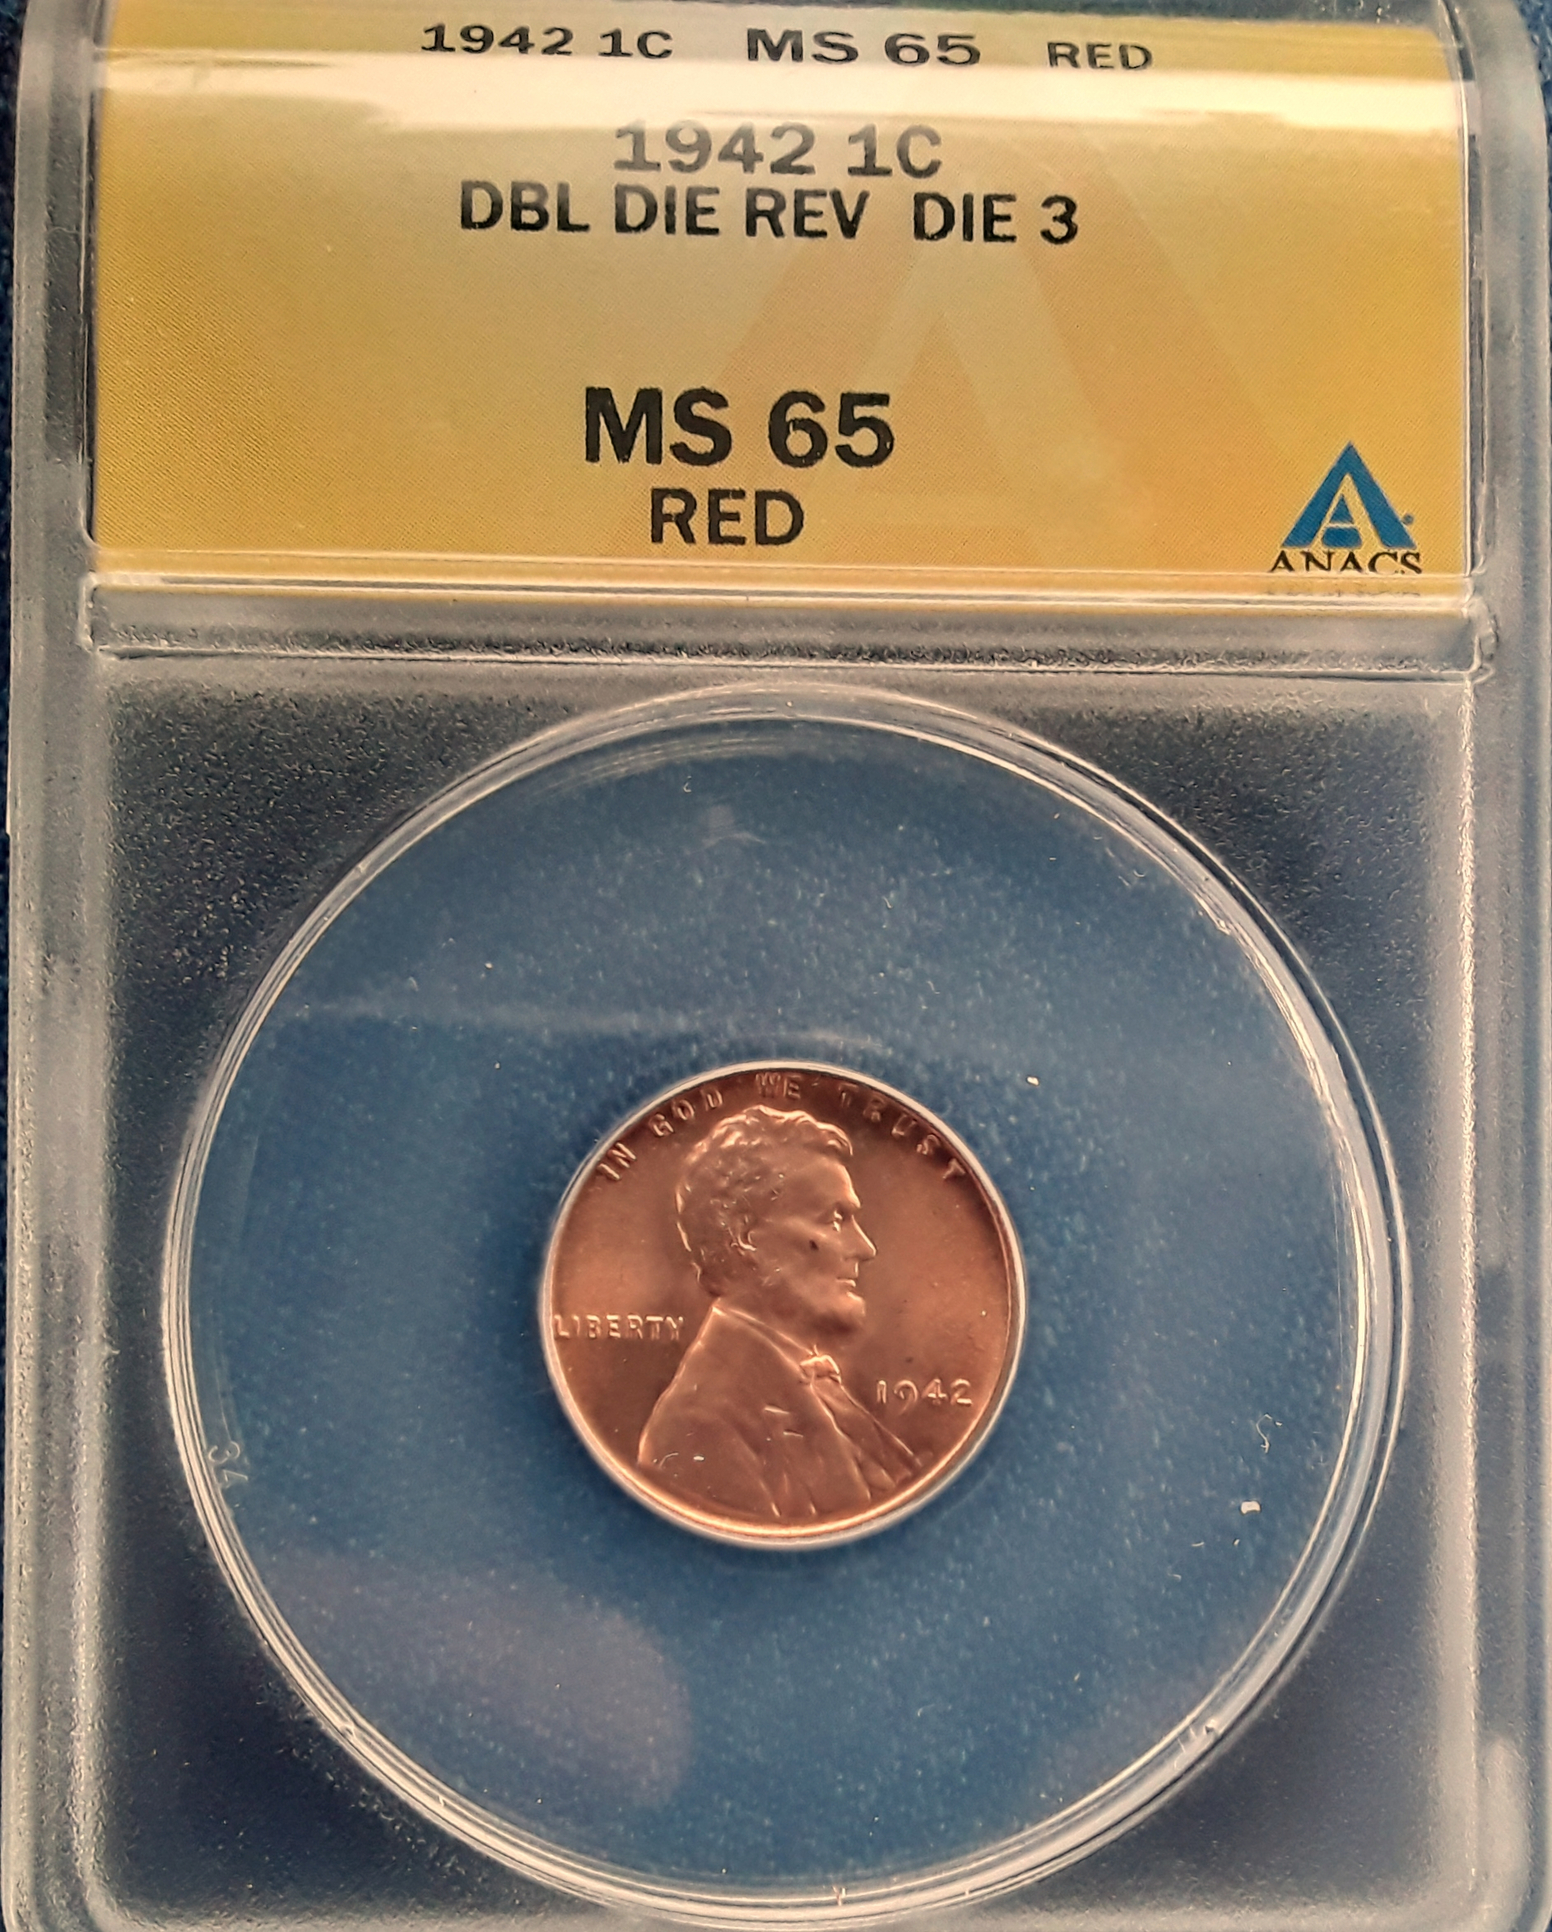 1942 1C MS 65 RED
1942 1C
DBL DIE REV DIE 3
MS 65
RED
ANACS
IN GOD WE TRUST
LIBERTY
1942
34